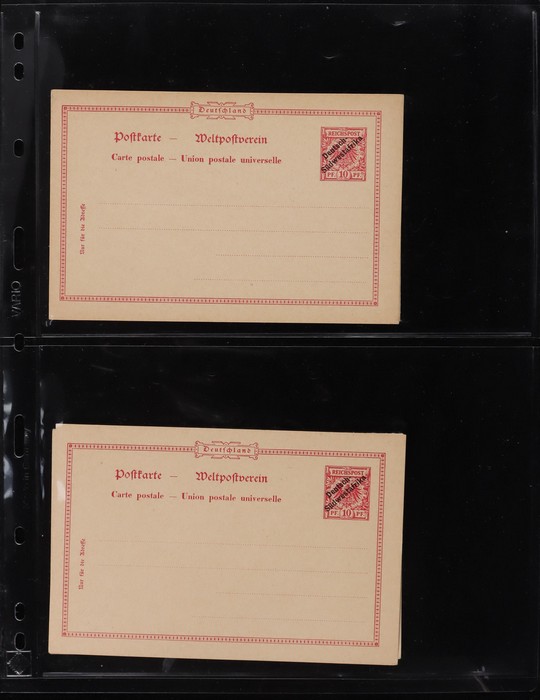 Deutschland
Postkarte — Weltpostverein
Carte postale — Union postale universelle
REICHSPOST
Deutsch-
Südwestafrika
PF. 10 PF.
Nur für die Adresse
VARIO
Deutschland
Postkarte — Weltpostverein
Carte postale — Union postale universelle
REICHSPOST
Deutsch-
Südwestafrika
PF. 10 PF.
Nur für die Adresse